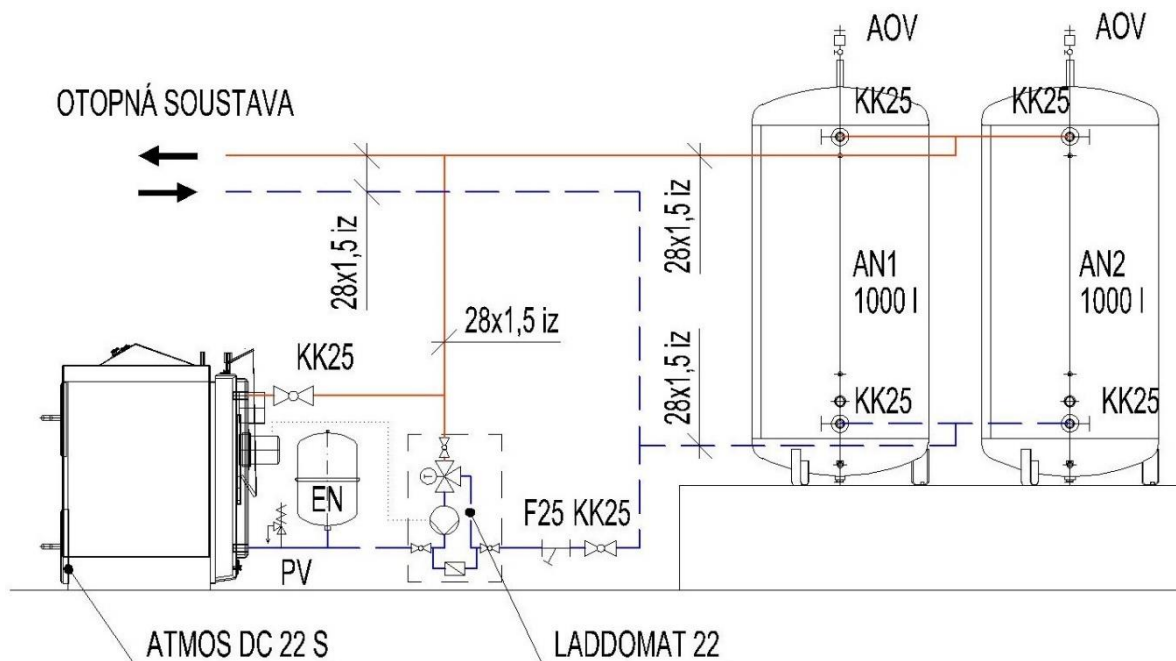 AOV
AOV
OTOPNÁ SOUSTAVA
KK25
KK25
28x1,5 iz
28x1,5 iz
AN1
1000 l
AN2
1000 l
28x1,5 iz
KK25
28x1,5 iz
KK25
KK25
EN
T
F25 KK25
PV
ATMOS DC 22 S
LADDOMAT 22